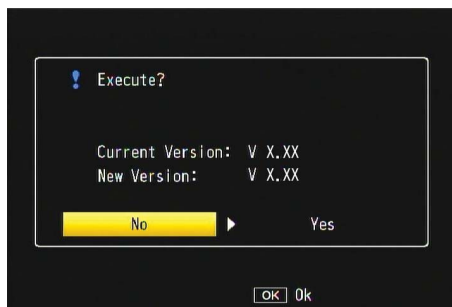 Execute?
Current Version: V X.XX
New Version: V X.XX
No Yes
OK Ok